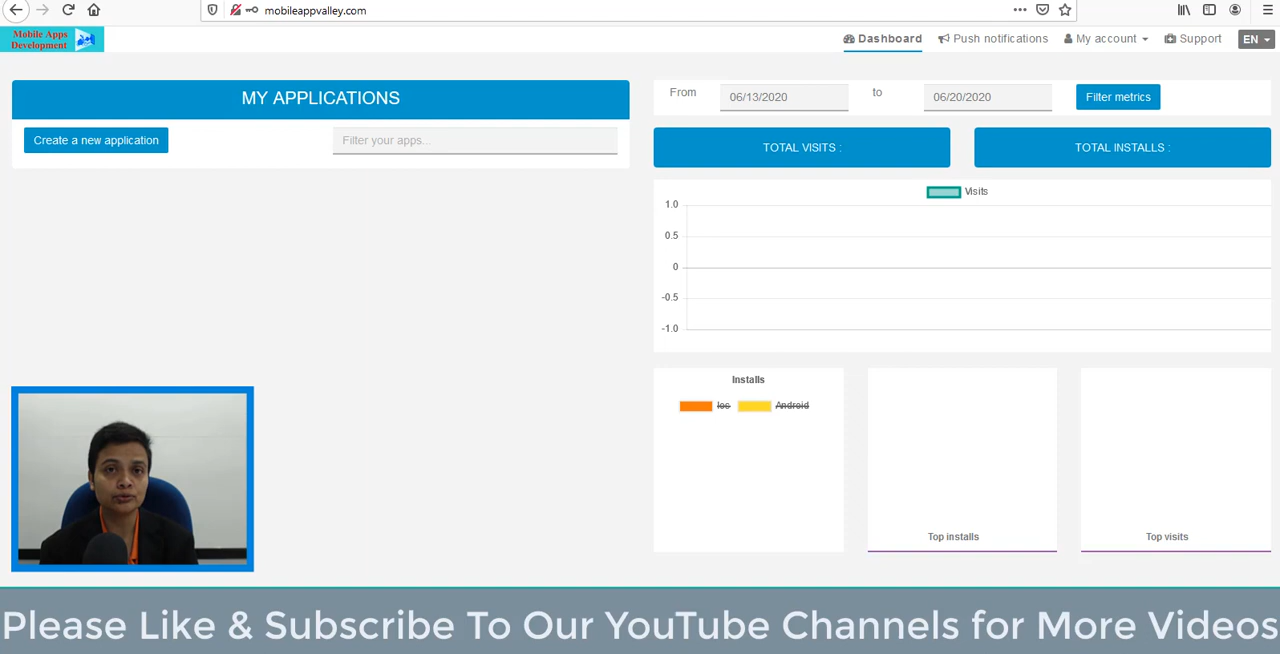 mobileappvalley.com
Mobile Apps
Development
Dashboard
Push notifications
My account
Support
EN
MY APPLICATIONS
Create a new application
Filter your apps...
From
06/13/2020
to
06/20/2020
Filter metrics
TOTAL VISITS :
TOTAL INSTALLS :
Visits
1.0
0.5
0
-0.5
-1.0
Installs
Ios
Android
Top installs
Top visits
Please Like & Subscribe To Our YouTube Channels for More Videos